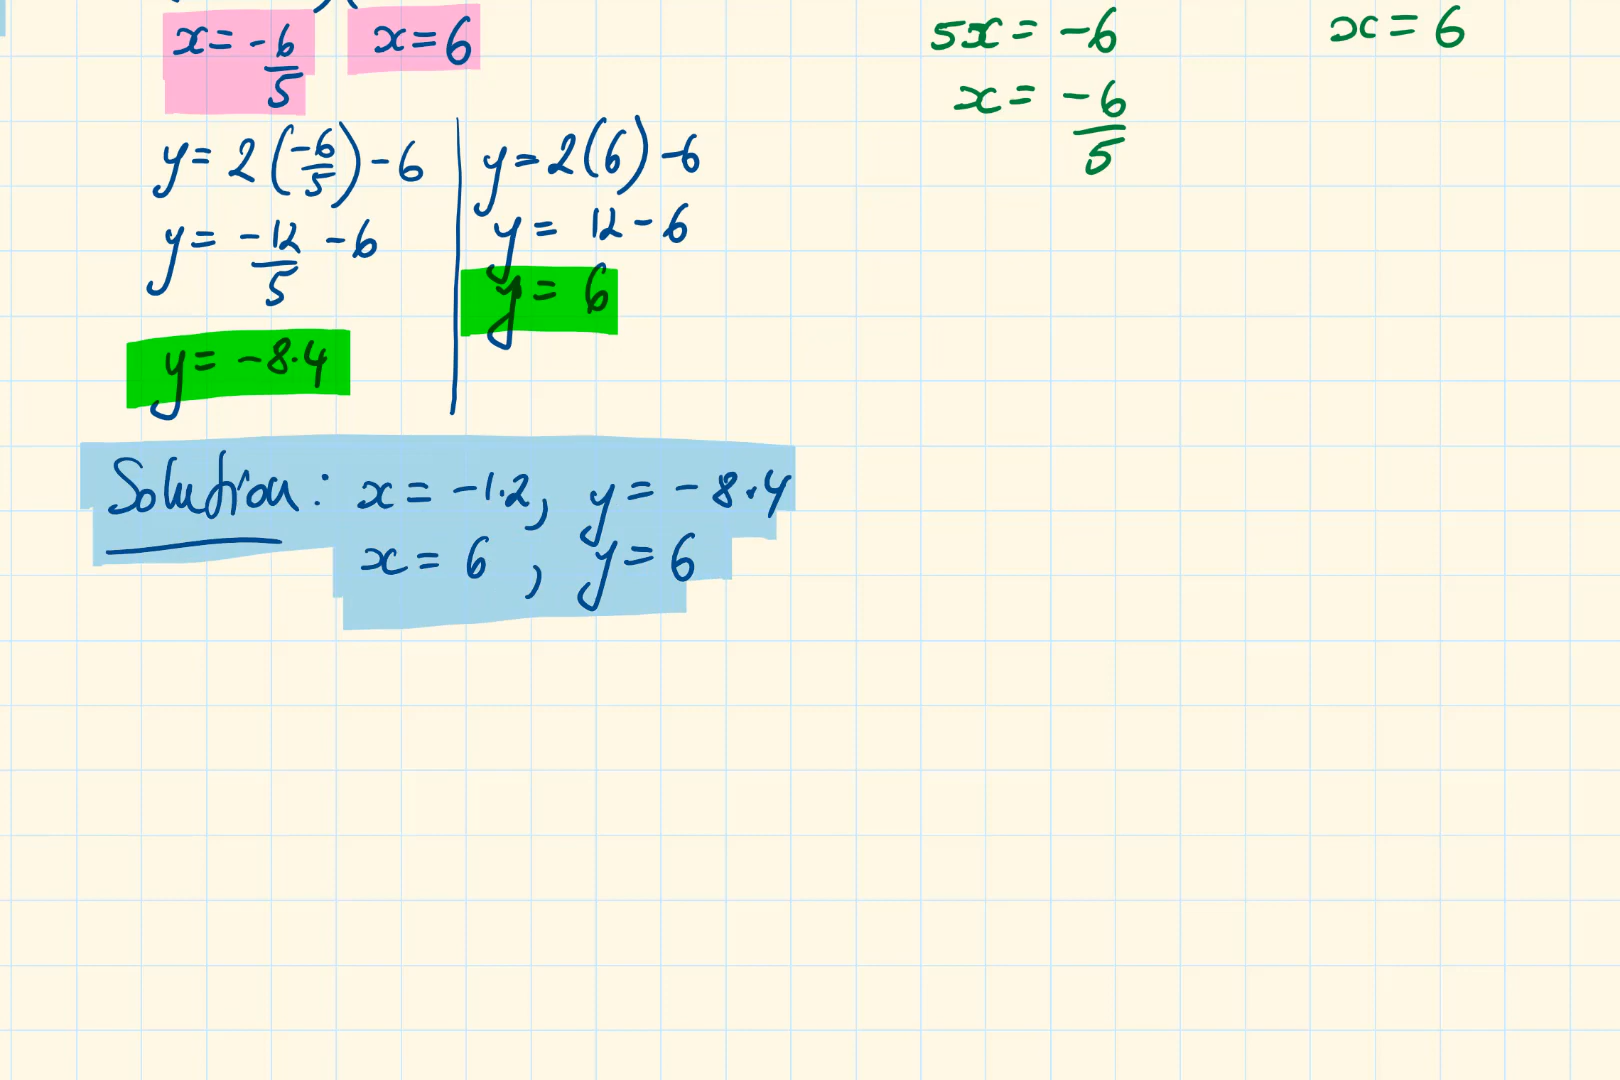 x = -6/5 x = 6
y = 2(-6/5) - 6
y = -12/5 - 6
y = -8.4
y = 2(6) - 6
y = 12 - 6
y = 6
Solution: x = -1.2, y = -8.4
x = 6 , y = 6
5x = -6
x = -6/5
x = 6